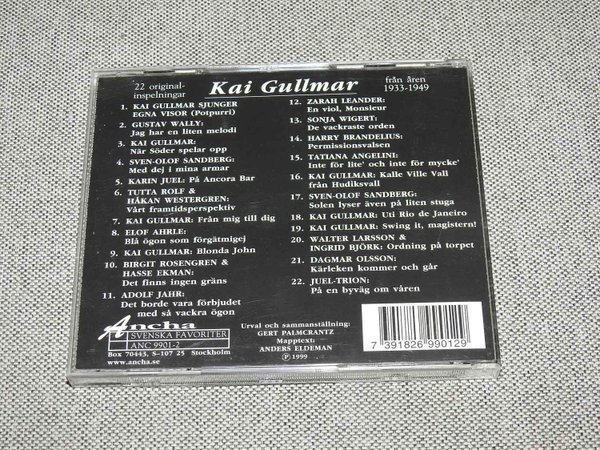 22 original-
inspelningar
Kai Gullmar
från åren
1933-1949
1. KAI GULLMAR SJUNGER
EGNA VISOR (Potpurri)
2. GUSTAV WALLY:
Jag har en liten melodi
3. KAI GULLMAR:
När Söder spelar opp
4. SVEN-OLOF SANDBERG:
Med dej i mina armar
5. KARIN JUEL: På Ancora Bar
6. TUTTA ROLF &
HÅKAN WESTERGREN:
Vårt framtidsperspektiv
7. KAI GULLMAR: Från mig till dig
8. ELOF AHRLE:
Blå ögon som förgätmigej
9. KAI GULLMAR: Blonda John
10. BIRGIT ROSENGREN &
HASSE EKMAN:
Det finns ingen gräns
11. ADOLF JAHR:
Det borde vara förbjudet
med så vackra ögon
12. ZARAH LEANDER:
En viol, Monsieur
13. SONJA WIGERT:
De vackraste orden
14. HARRY BRANDELIUS:
Permissionsvalsen
15. TATIANA ANGELINI:
Inte för lite' och inte för mycke'
16. KAI GULLMAR: Kalle Ville Vall
från Hudiksvall
17. SVEN-OLOF SANDBERG:
Solen lyser även på liten stuga
18. KAI GULLMAR: Uti Rio de Janeiro
19. KAI GULLMAR: Swing it, magistern!
20. WALTER LARSSON &
INGRID BJÖRK: Ordning på torpet
21. DAGMAR OLSSON:
Kärleken kommer och går
22. JUEL-TRION:
På en byväg om våren
Ancha
SVENSKA FAVORITER
ANC 9901-2
Box 70443, S-107 25 Stockholm
www.ancha.se
Urval och sammanställning:
GERT PALMCRANTZ
Mapptext:
ANDERS ELDEMAN
Ⓟ 1999
7 391826 990129